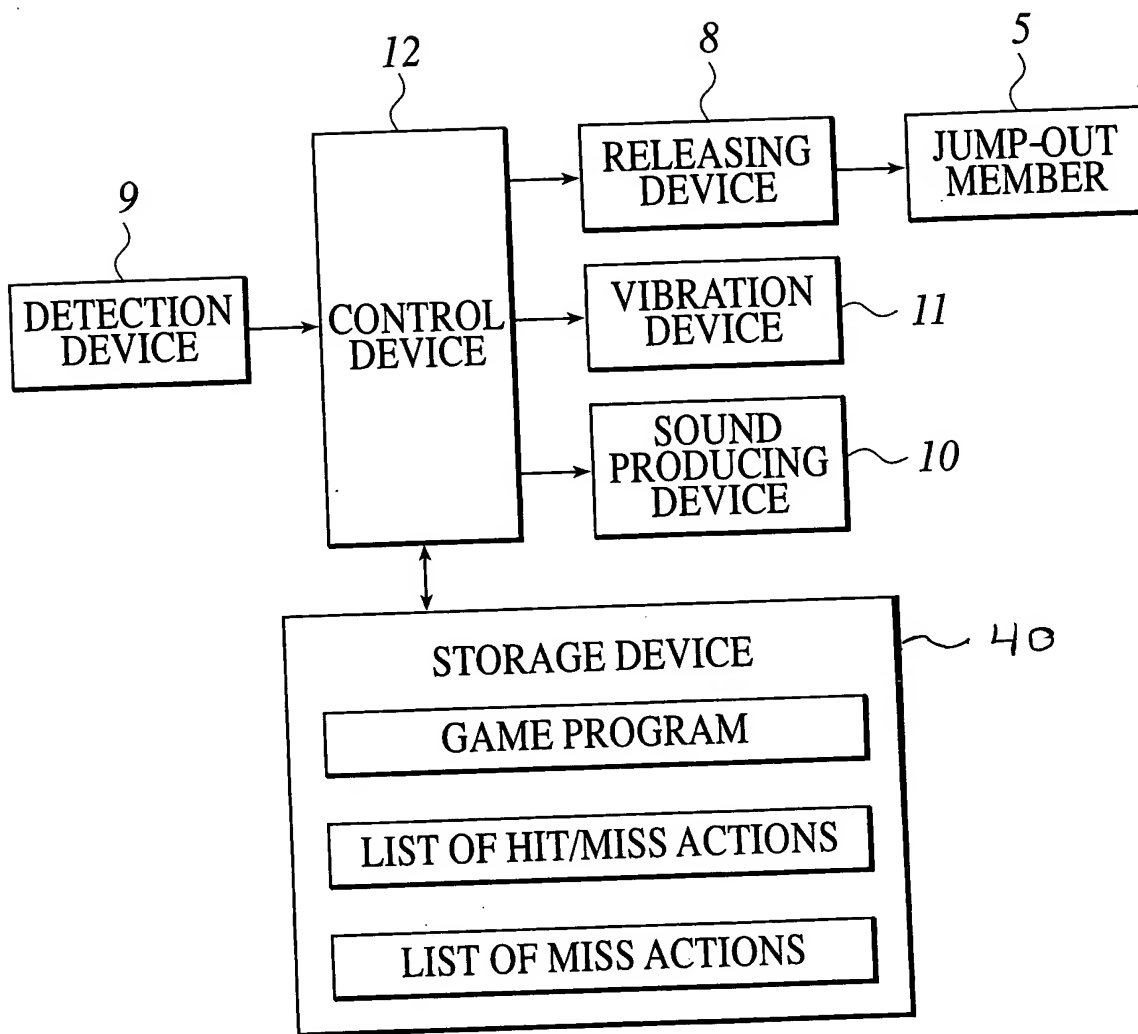 12
8
5
9
RELEASING
DEVICE
JUMP-OUT
MEMBER
DETECTION
DEVICE
CONTROL
DEVICE
VIBRATION
DEVICE
11
SOUND
PRODUCING
DEVICE
10
STORAGE DEVICE
40
GAME PROGRAM
LIST OF HIT/MISS ACTIONS
LIST OF MISS ACTIONS